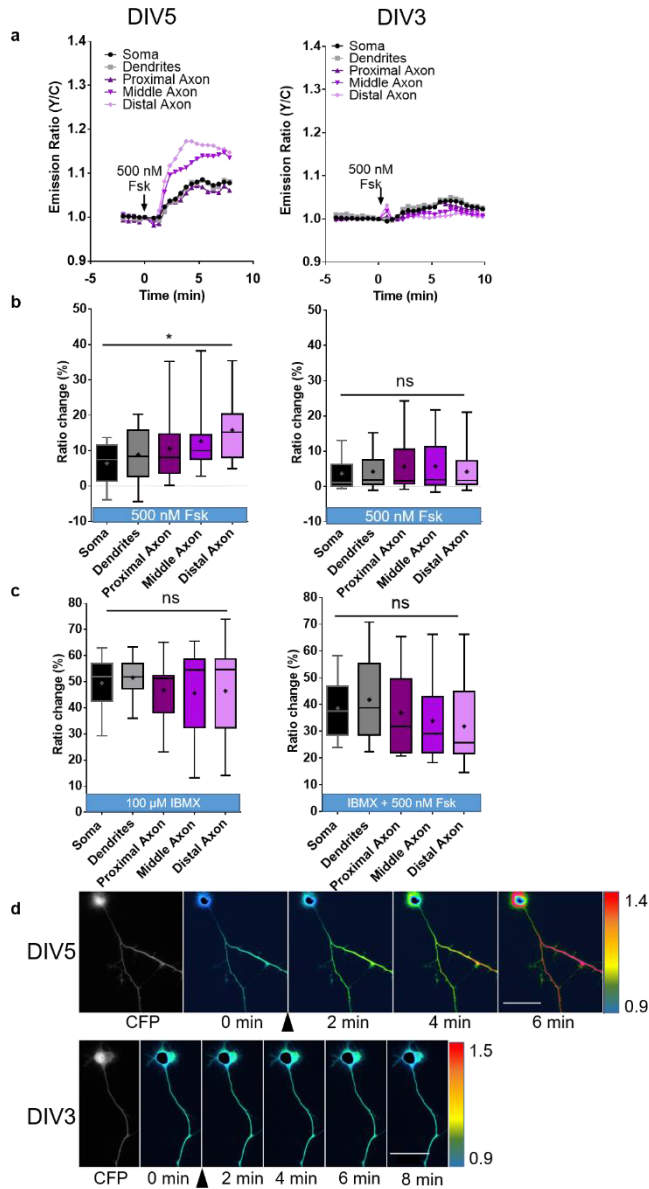 DIV5 DIV3
a
1.4 1.4
Soma Soma
Dendrites Dendrites
Proximal Axon Proximal Axon
Middle Axon Middle Axon
Distal Axon Distal Axon
1.3 1.3
1.2 1.2
1.1 1.1
1.0 1.0
0.9 0.9
Emission Ratio (Y/C) Emission Ratio (Y/C)
500 nM 500 nM
Fsk Fsk
-5 0 5 10 -5 0 5 10
Time (min) Time (min)
b
50 50
40 40
30 30
20 20
10 10
0 0
-10 -10
Ratio change (%) Ratio change (%)
* ns
500 nM Fsk 500 nM Fsk
Soma Dendrites Proximal Axon Middle Axon Distal Axon Soma Dendrites Proximal Axon Middle Axon Distal Axon
c
80 80
70 70
60 60
50 50
40 40
30 30
20 20
10 10
0 0
Ratio change (%) Ratio change (%)
ns ns
100 µM IBMX IBMX + 500 nM Fsk
Soma Dendrites Proximal Axon Middle Axon Distal Axon Soma Dendrites Proximal Axon Middle Axon Distal Axon
d
DIV5
1.4
0.9
CFP 0 min 2 min 4 min 6 min
DIV3
1.5
0.9
CFP 0 min 2 min 4 min 6 min 8 min